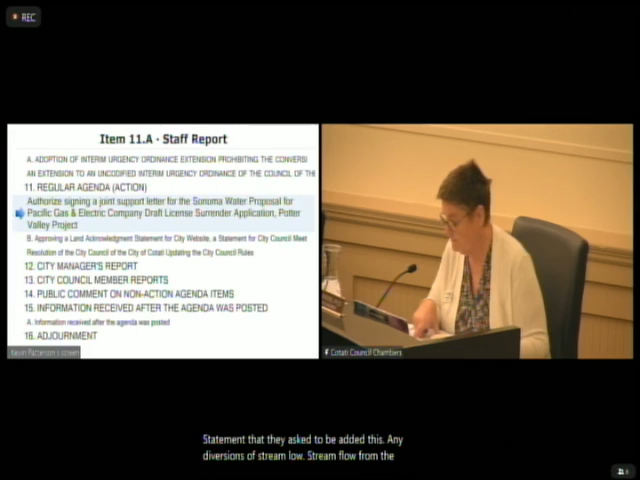 REC
Item 11.A - Staff Report
A. ADOPTION OF INTERIM URGENCY ORDINANCE EXTENSION PROHIBITING THE CONVERSI
AN EXTENSION TO AN UNCODIFIED INTERIM URGENCY ORDINANCE OF THE COUNCIL OF THE
11. REGULAR AGENDA (ACTION)
Authorize signing a joint support letter for the Sonoma Water Proposal for
Pacific Gas & Electric Company Draft License Surrender Application, Potter
Valley Project
B. Approving a Land Acknowledgment Statement for City Website, a Statement for City Council Meet
Resolution of the City Council of the City of Cotati Updating the City Council Rules
12. CITY MANAGER'S REPORT
13. CITY COUNCIL MEMBER REPORTS
14. PUBLIC COMMENT ON NON-ACTION AGENDA ITEMS
15. INFORMATION RECEIVED AFTER THE AGENDA WAS POSTED
A. Information received after the agenda was posted
16. ADJOURNMENT
Cotati Council Chambers
Statement that they asked to be added this. Any
diversions of stream low. Stream flow from the